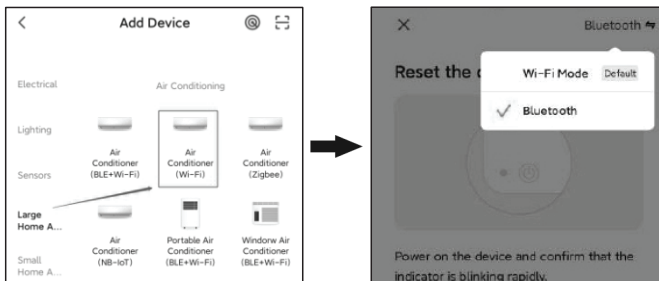 Add Device
Electrical
Air Conditioning
Lighting
Air
Conditioner
(BLE+Wi-Fi)
Air
Conditioner
(Wi-Fi)
Air
Conditioner
(Zigbee)
Sensors
Large
Home A...
Air
Conditioner
(NB-IoT)
Portable Air
Conditioner
(BLE+Wi-Fi)
Windorw Air
Conditioner
(BLE+Wi-Fi)
Small
Home A...
Bluetooth
Reset the
Wi-Fi Mode Default
Bluetooth
Power on the device and confirm that the
indicator is blinking rapidly.